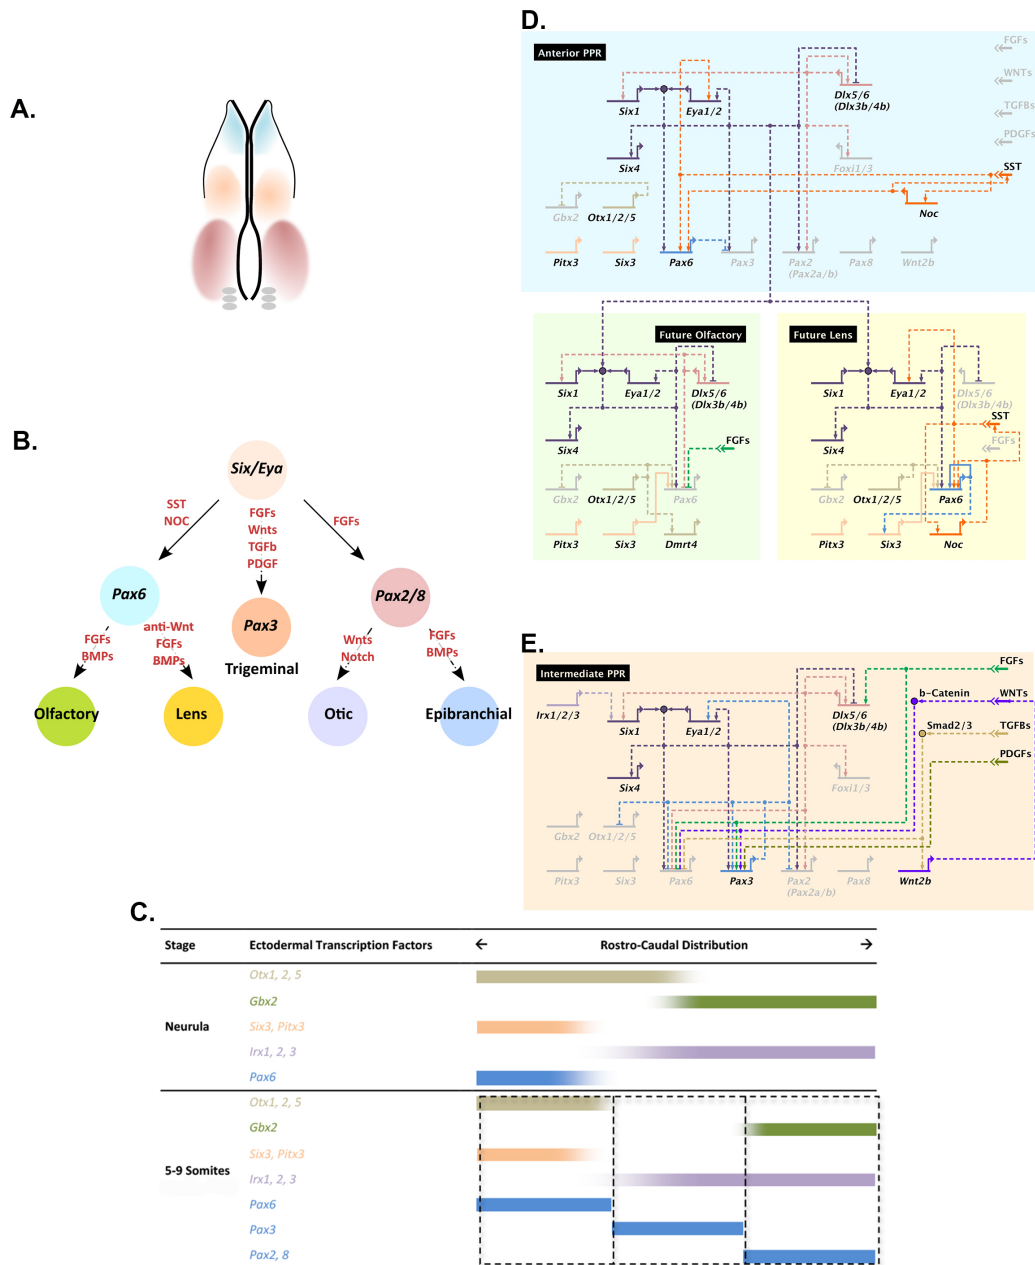 A.
B.
Six/Eya
SST
NOC
FGFs
Wnts
TGFb
PDGF
FGFs
Pax6
Pax3
Pax2/8
Trigeminal
FGFs
BMPs
anti-Wnt
FGFs
BMPs
Wnts
Notch
FGFs
BMPs
Olfactory
Lens
Otic
Epibranchial
C.
Stage
Ectodermal Transcription Factors
← Rostro-Caudal Distribution →
Neurula
Otx1, 2, 5
Gbx2
Six3, Pitx3
Irx1, 2, 3
Pax6
5-9 Somites
Otx1, 2, 5
Gbx2
Six3, Pitx3
Irx1, 2, 3
Pax6
Pax3
Pax2, 8
D.
Anterior PPR
FGFs
WNTs
TGFBs
PDGFs
SST
Six1
Eya1/2
Dlx5/6
(Dlx3b/4b)
Six4
Foxi1/3
Gbx2
Otx1/2/5
Noc
Pitx3
Six3
Pax6
Pax3
Pax2
(Pax2a/b)
Pax8
Wnt2b
Future Olfactory
Six1
Eya1/2
Dlx5/6
(Dlx3b/4b)
Six4
FGFs
Gbx2
Otx1/2/5
Pax6
Pitx3
Six3
Dmrt4
Future Lens
Six1
Eya1/2
Dlx5/6
(Dlx3b/4b)
SST
Six4
FGFs
Gbx2
Otx1/2/5
Pax6
Pitx3
Six3
Noc
E.
Intermediate PPR
FGFs
b-Catenin
WNTs
Smad2/3
TGFBs
PDGFs
Irx1/2/3
Six1
Eya1/2
Dlx5/6
(Dlx3b/4b)
Six4
Foxi1/3
Gbx2
Otx1/2/5
Pitx3
Six3
Pax6
Pax3
Pax2
(Pax2a/b)
Pax8
Wnt2b